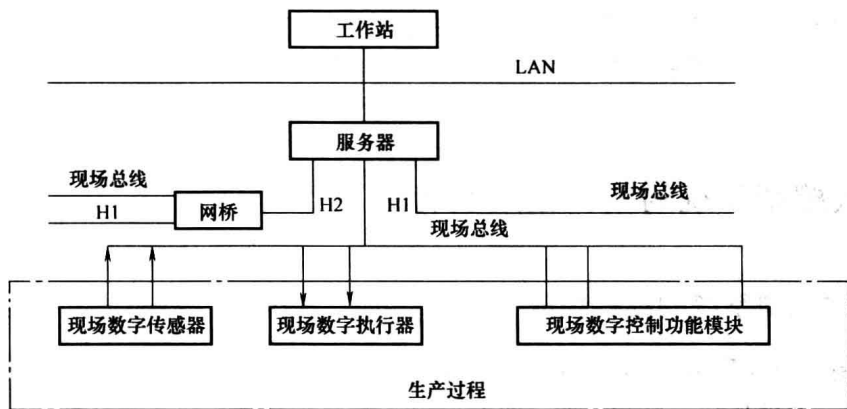 工作站
LAN
服务器
现场总线
H1
网桥
H2
H1
现场总线
现场总线
现场数字传感器
现场数字执行器
现场数字控制功能模块
生产过程